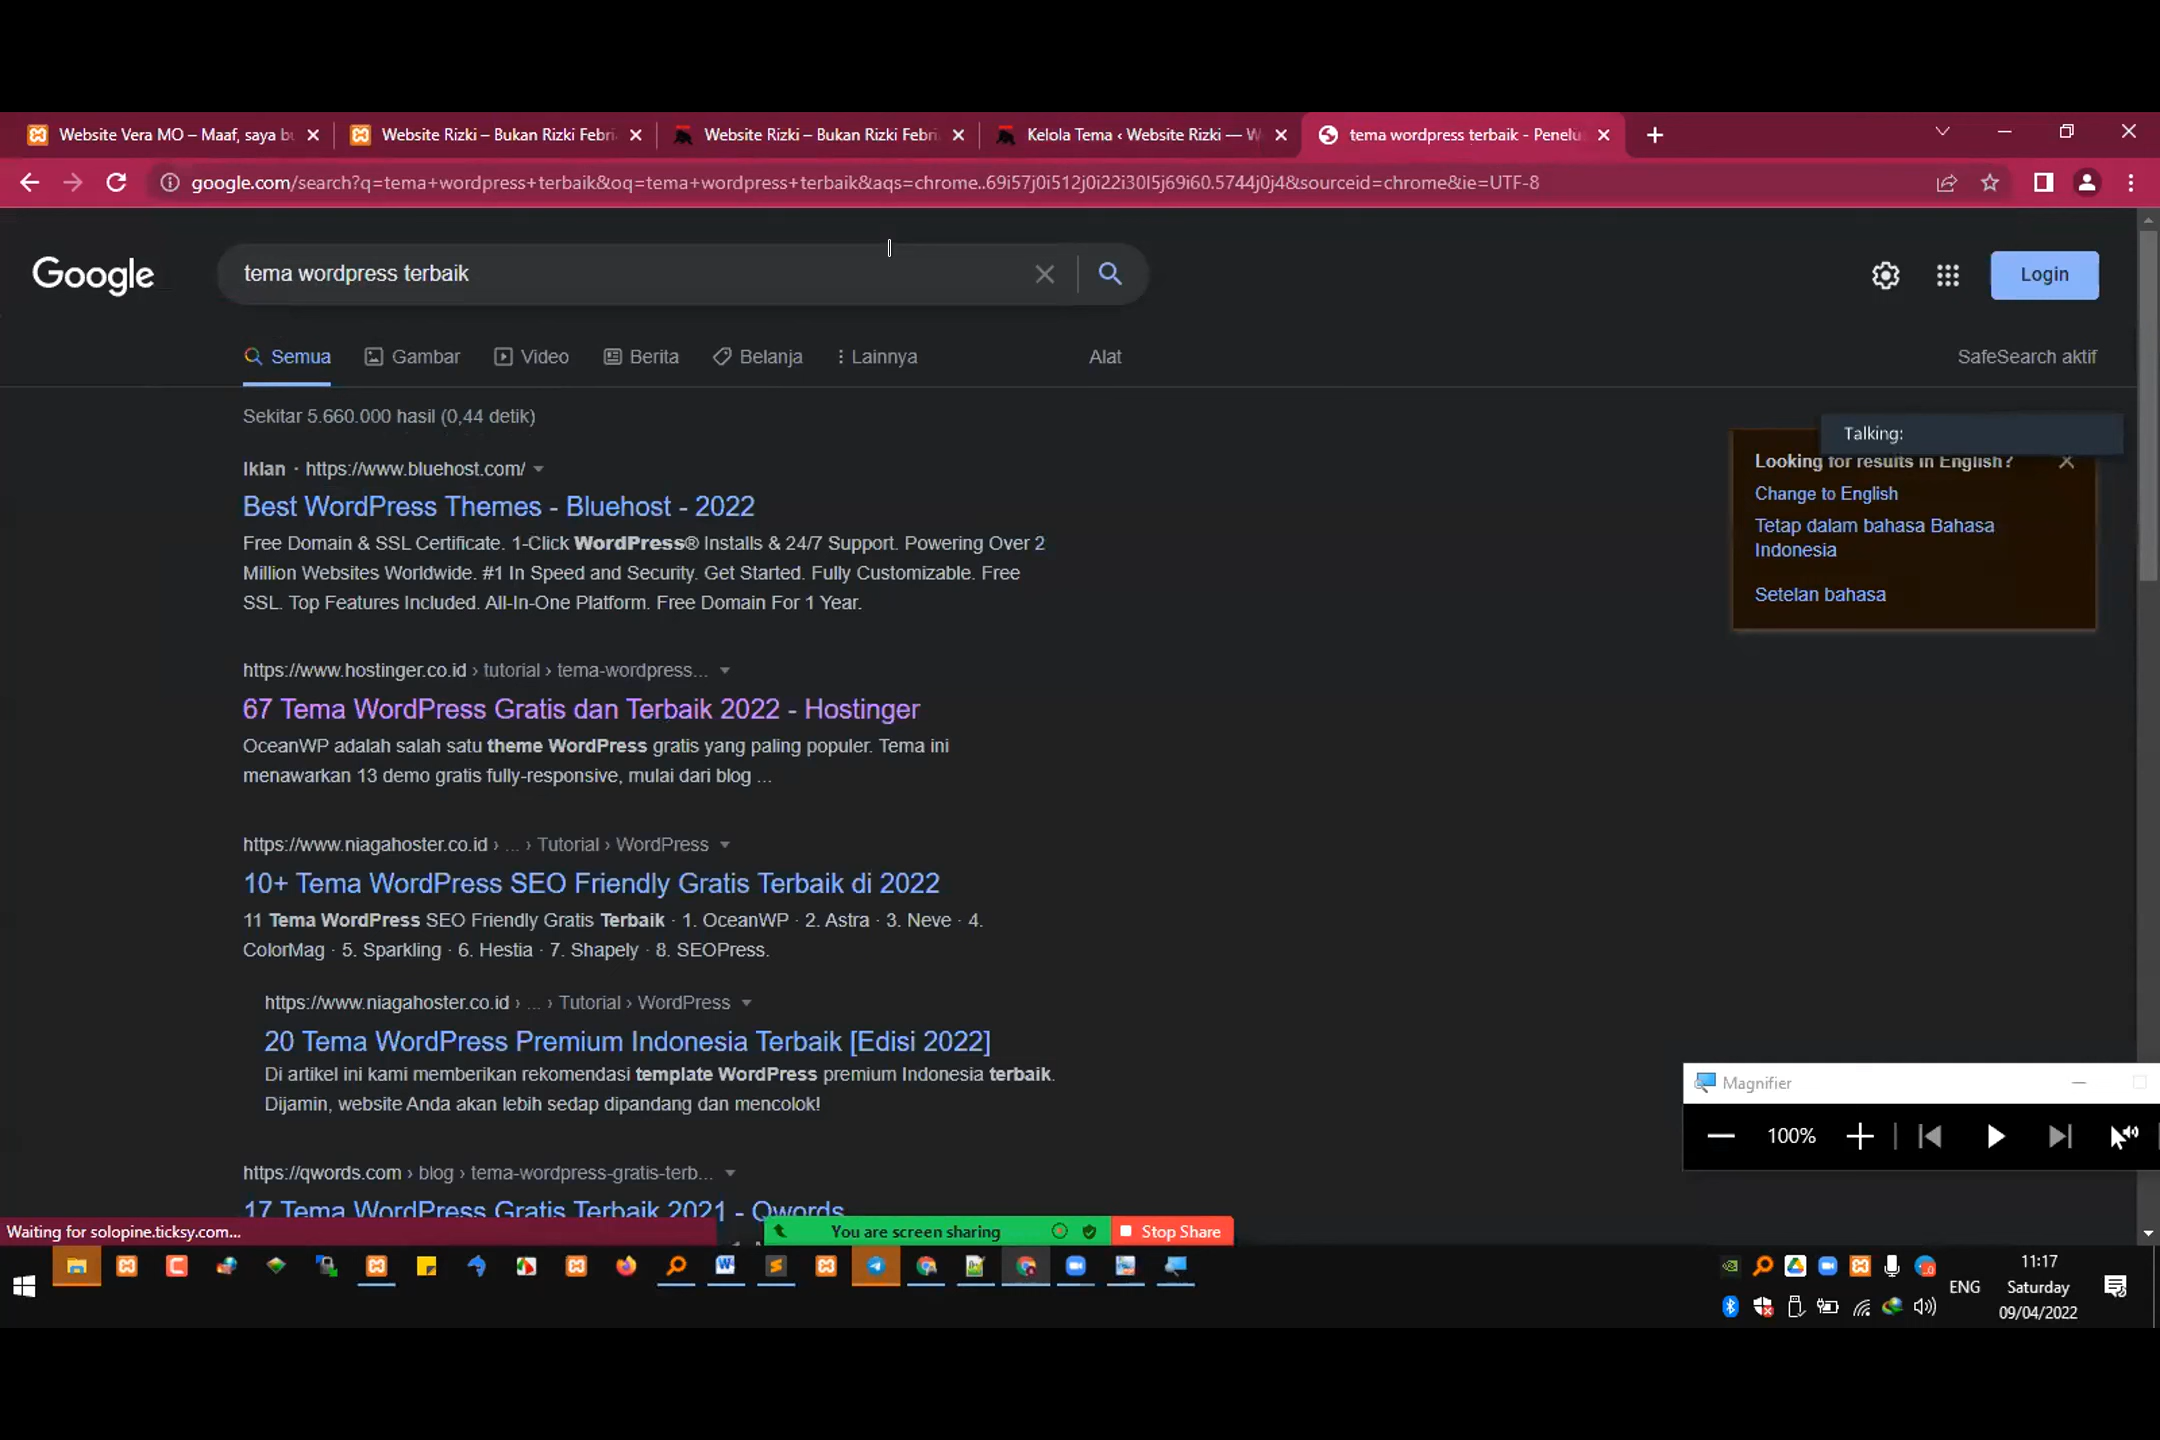 Website Vera MO – Maaf, saya bu
Website Rizki – Bukan Rizki Febri
Website Rizki – Bukan Rizki Febri
Kelola Tema ‹ Website Rizki — W
tema wordpress terbaik - Penelu
google.com/search?q=tema+wordpress+terbaik&oq=tema+wordpress+terbaik&aqs=chrome..69i57j0i512j0i22i30l5j69i60.5744j0j4&sourceid=chrome&ie=UTF-8
Google
tema wordpress terbaik
Login
Semua
Gambar
Video
Berita
Belanja
Lainnya
Alat
SafeSearch aktif
Sekitar 5.660.000 hasil (0,44 detik)
Talking:
Looking for results in English?
Change to English
Tetap dalam bahasa Bahasa
Indonesia
Setelan bahasa
Iklan · https://www.bluehost.com/
Best WordPress Themes - Bluehost - 2022
Free Domain & SSL Certificate. 1-Click WordPress® Installs & 24/7 Support. Powering Over 2
Million Websites Worldwide. #1 In Speed and Security. Get Started. Fully Customizable. Free
SSL. Top Features Included. All-In-One Platform. Free Domain For 1 Year.
https://www.hostinger.co.id › tutorial › tema-wordpress...
67 Tema WordPress Gratis dan Terbaik 2022 - Hostinger
OceanWP adalah salah satu theme WordPress gratis yang paling populer. Tema ini
menawarkan 13 demo gratis fully-responsive, mulai dari blog ...
https://www.niagahoster.co.id › ... › Tutorial › WordPress
10+ Tema WordPress SEO Friendly Gratis Terbaik di 2022
11 Tema WordPress SEO Friendly Gratis Terbaik · 1. OceanWP · 2. Astra · 3. Neve · 4.
ColorMag · 5. Sparkling · 6. Hestia · 7. Shapely · 8. SEOPress.
https://www.niagahoster.co.id › ... › Tutorial › WordPress
20 Tema WordPress Premium Indonesia Terbaik [Edisi 2022]
Di artikel ini kami memberikan rekomendasi template WordPress premium Indonesia terbaik.
Dijamin, website Anda akan lebih sedap dipandang dan mencolok!
https://qwords.com › blog › tema-wordpress-gratis-terb...
17 Tema WordPress Gratis Terbaik 2021 - Qwords
Magnifier
100%
Waiting for solopine.ticksy.com...
You are screen sharing
Stop Share
ENG
11:17
Saturday
09/04/2022